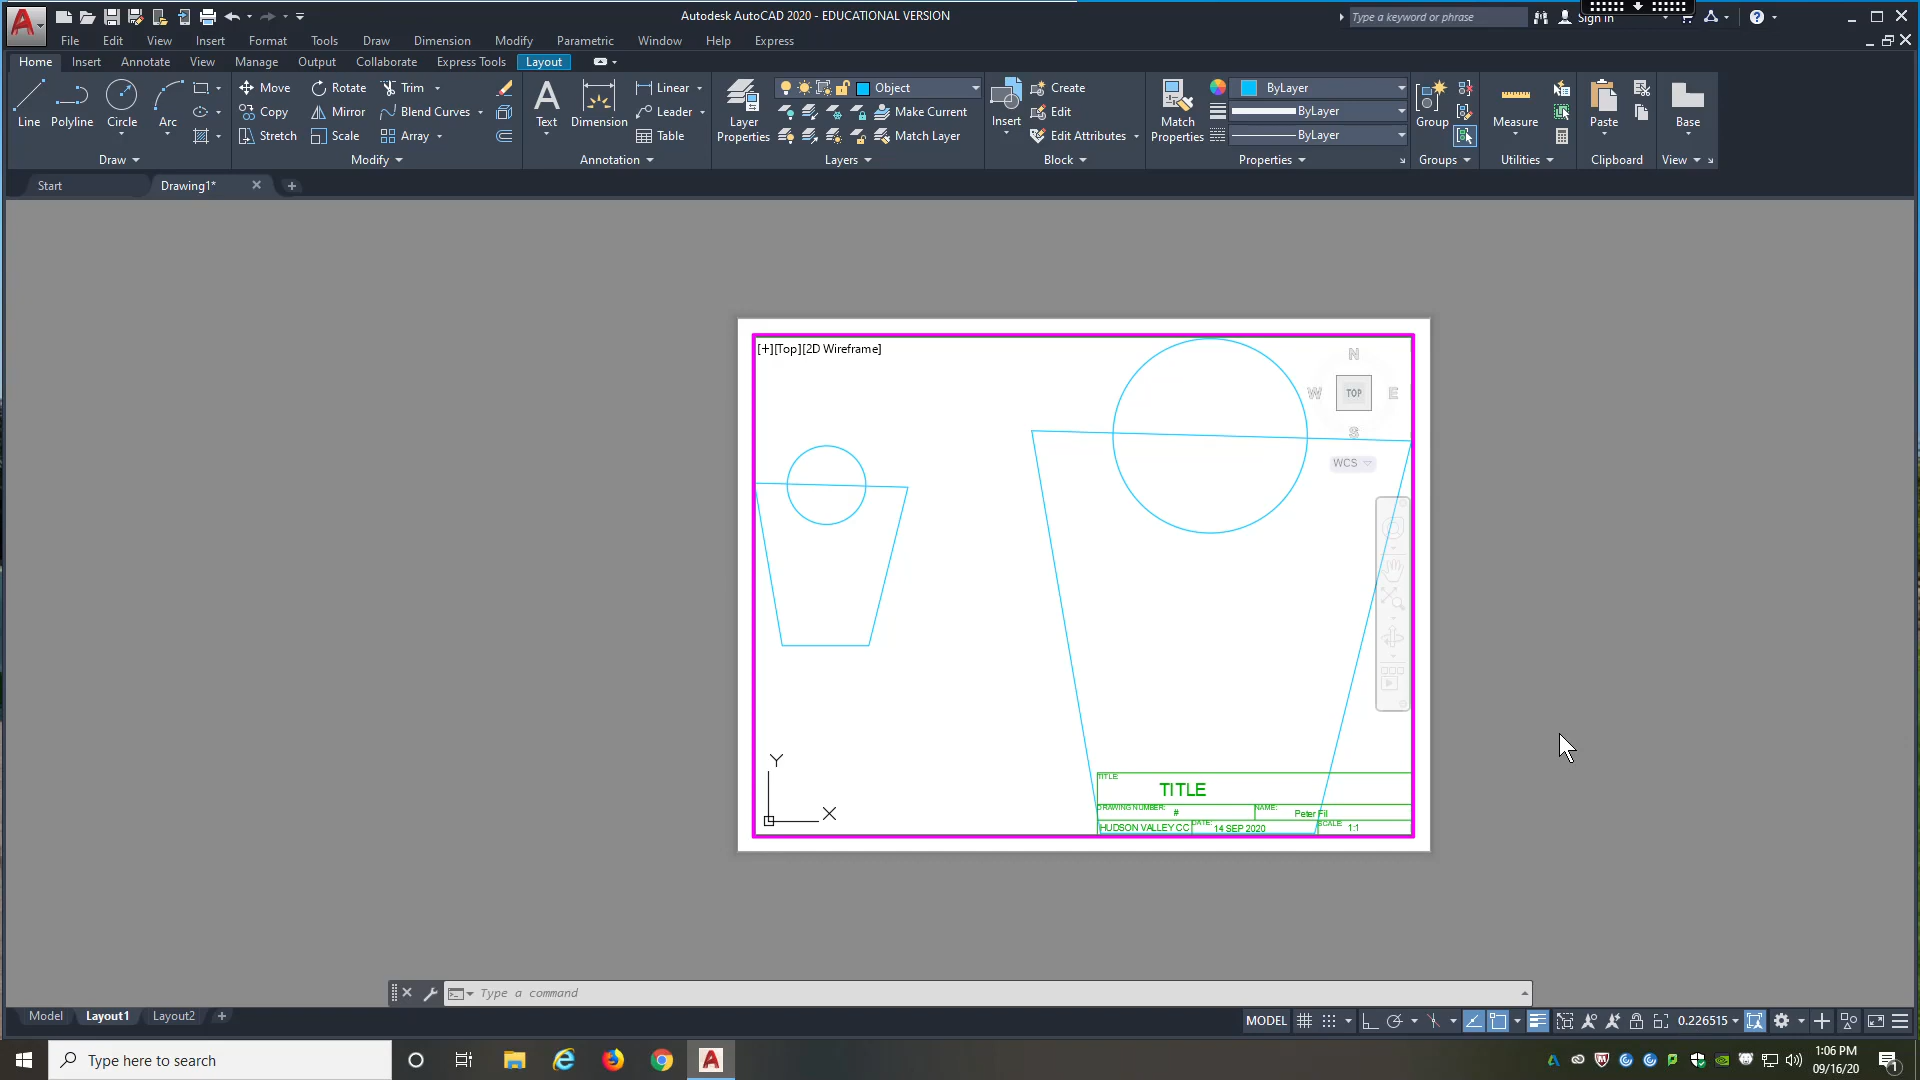 Autodesk AutoCAD 2020 - EDUCATIONAL VERSION
Type a keyword or phrase
Sign In
File Edit View Insert Format Tools Draw Dimension Modify Parametric Window Help Express
Home Insert Annotate View Manage Output Collaborate Express Tools Layout
Line Polyline Circle Arc
Draw
Move Rotate Trim
Copy Mirror Blend Curves
Stretch Scale Array
Modify
Text Dimension
Linear
Leader
Table
Annotation
Layer Properties
Object
Make Current
Match Layer
Layers
Insert
Create
Edit
Edit Attributes
Block
Match Properties
ByLayer
ByLayer
ByLayer
Properties
Group
Groups
Measure
Utilities
Paste
Clipboard
Base
View
Start Drawing1*
[+][Top][2D Wireframe]
N
W TOP E
S
WCS
Y
X
TITLE:
TITLE
DRAWING NUMBER: NAME:
# Peter Fil
HUDSON VALLEY CC DATE: 14 SEP 2020 SCALE: 1:1
Type a command
Model Layout1 Layout2
MODEL 0.226515
Type here to search
1:06 PM
09/16/20
1